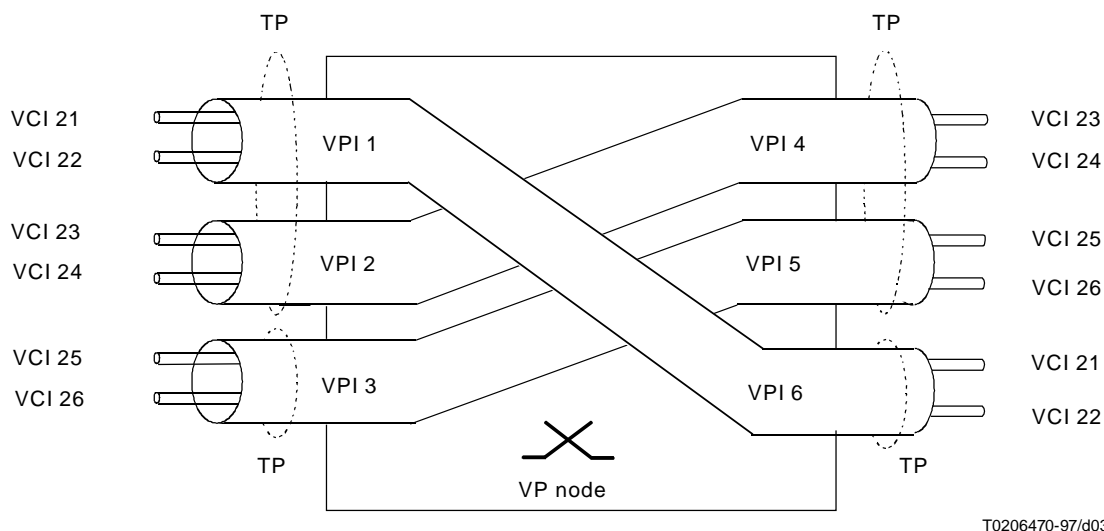 TP
TP
VCI 21
VPI 1
VPI 4
VCI 23
VCI 22
VCI 24
VCI 23
VCI 25
VPI 2
VPI 5
VCI 24
VCI 26
VCI 25
VCI 21
VPI 3
VPI 6
VCI 26
VCI 22
TP
TP
VP node
T0206470-97/d03